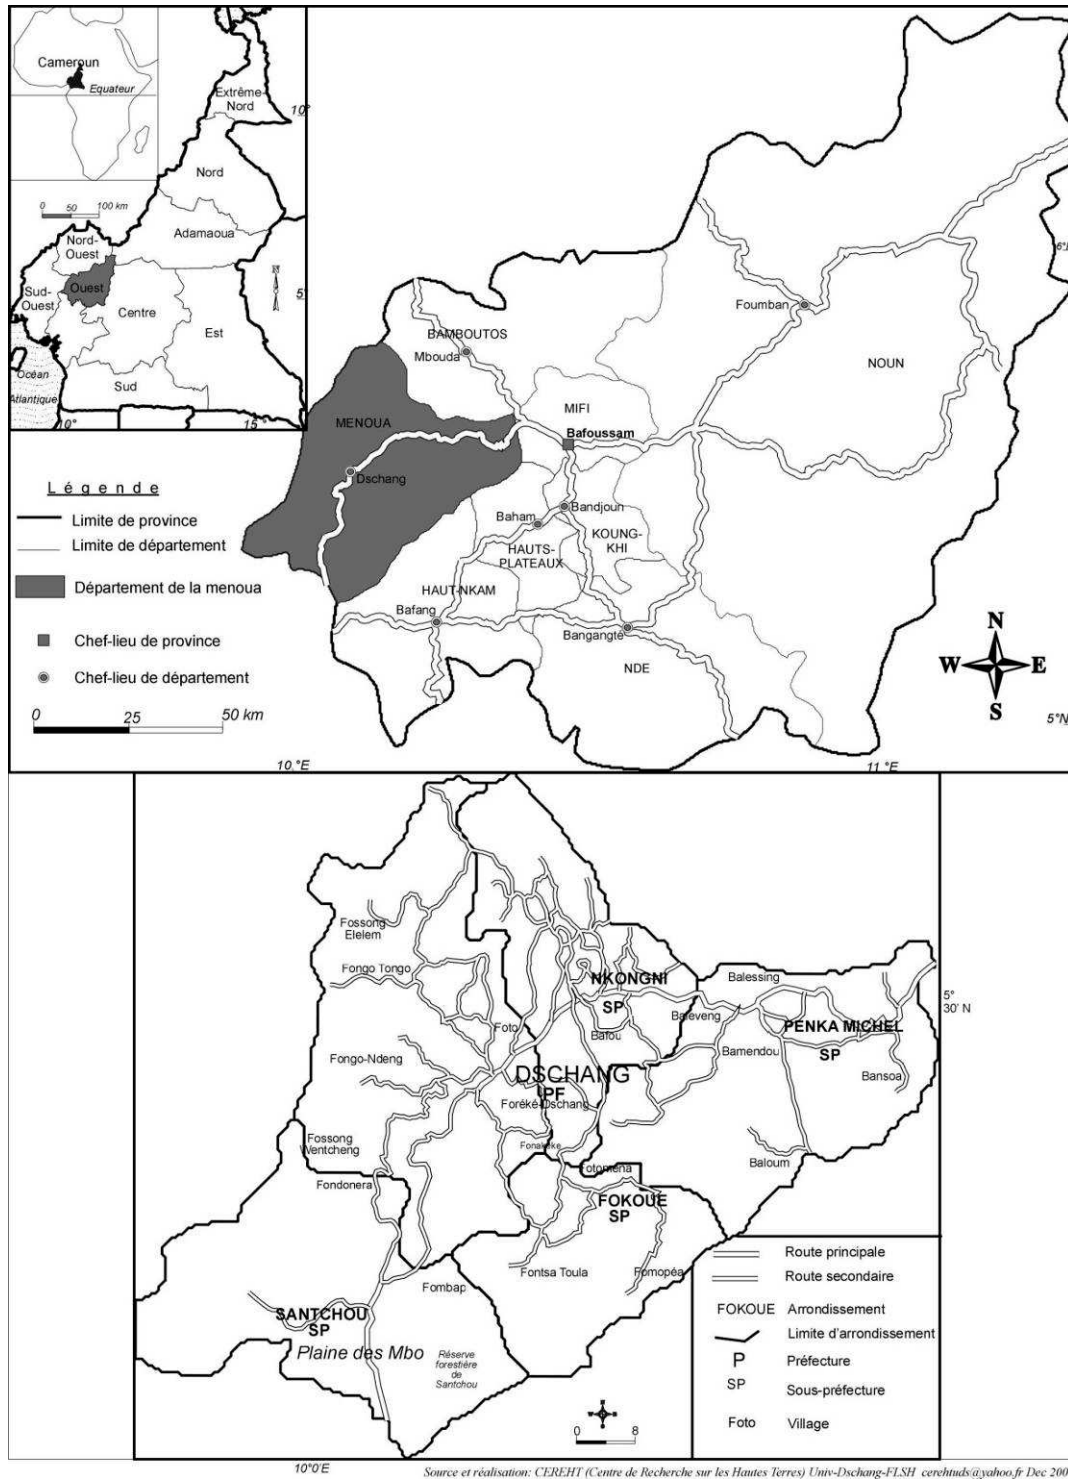 Cameroun
Equateur
Extrême-
Nord
10°
Nord
0 50 100 km
Adamaoua
Nord-
Ouest
N
Ouest
5°
Sud-
Ouest
Centre
Est
Océan
Atlantique
Sud
10°
15
6°
Foumban
BAMBOUTOS
Mbouda
NOUN
MIFI
MENOUA
Bafoussam
Dschang
Bandjoun
Baham
KOUNG-
KHI
HAUTS-
PLATEAUX
HAUT-NKAM
Bafang
Bangangté
NDE
N
W E
S
5°N
10.°E
11°E
Légende
Limite de province
Limite de département
Département de la menoua
Chef-lieu de province
Chef-lieu de département
0 25 50 km
Fossong
Elelem
Fongo Tongo
NKONGNI
SP
Balessing
5°
30' N
Foto
Bafou
Baleveng
PENKA MICHEL
SP
Fongo-Ndeng
Bamendou
Bansoa
DSCHANG
PF
Foréké-Dschang
Fossong
Wentcheng
Fonakeke
Baloum
Fotomena
Fondonera
FOKOUE
SP
Fontsa Toula
Fomopéa
Fombap
SANTCHOU
SP
Plaine des Mbo
Réserve
forestière
de
Santchou
Route principale
Route secondaire
FOKOUE Arrondissement
Limite d'arrondissement
P Préfecture
SP Sous-préfecture
Foto Village
0 8
10°0'E
Source et réalisation: CEREHT (Centre de Recherche sur les Hautes Terres) Univ-Dschang-FLSH cerehtuds@yahoo.fr Dec 200